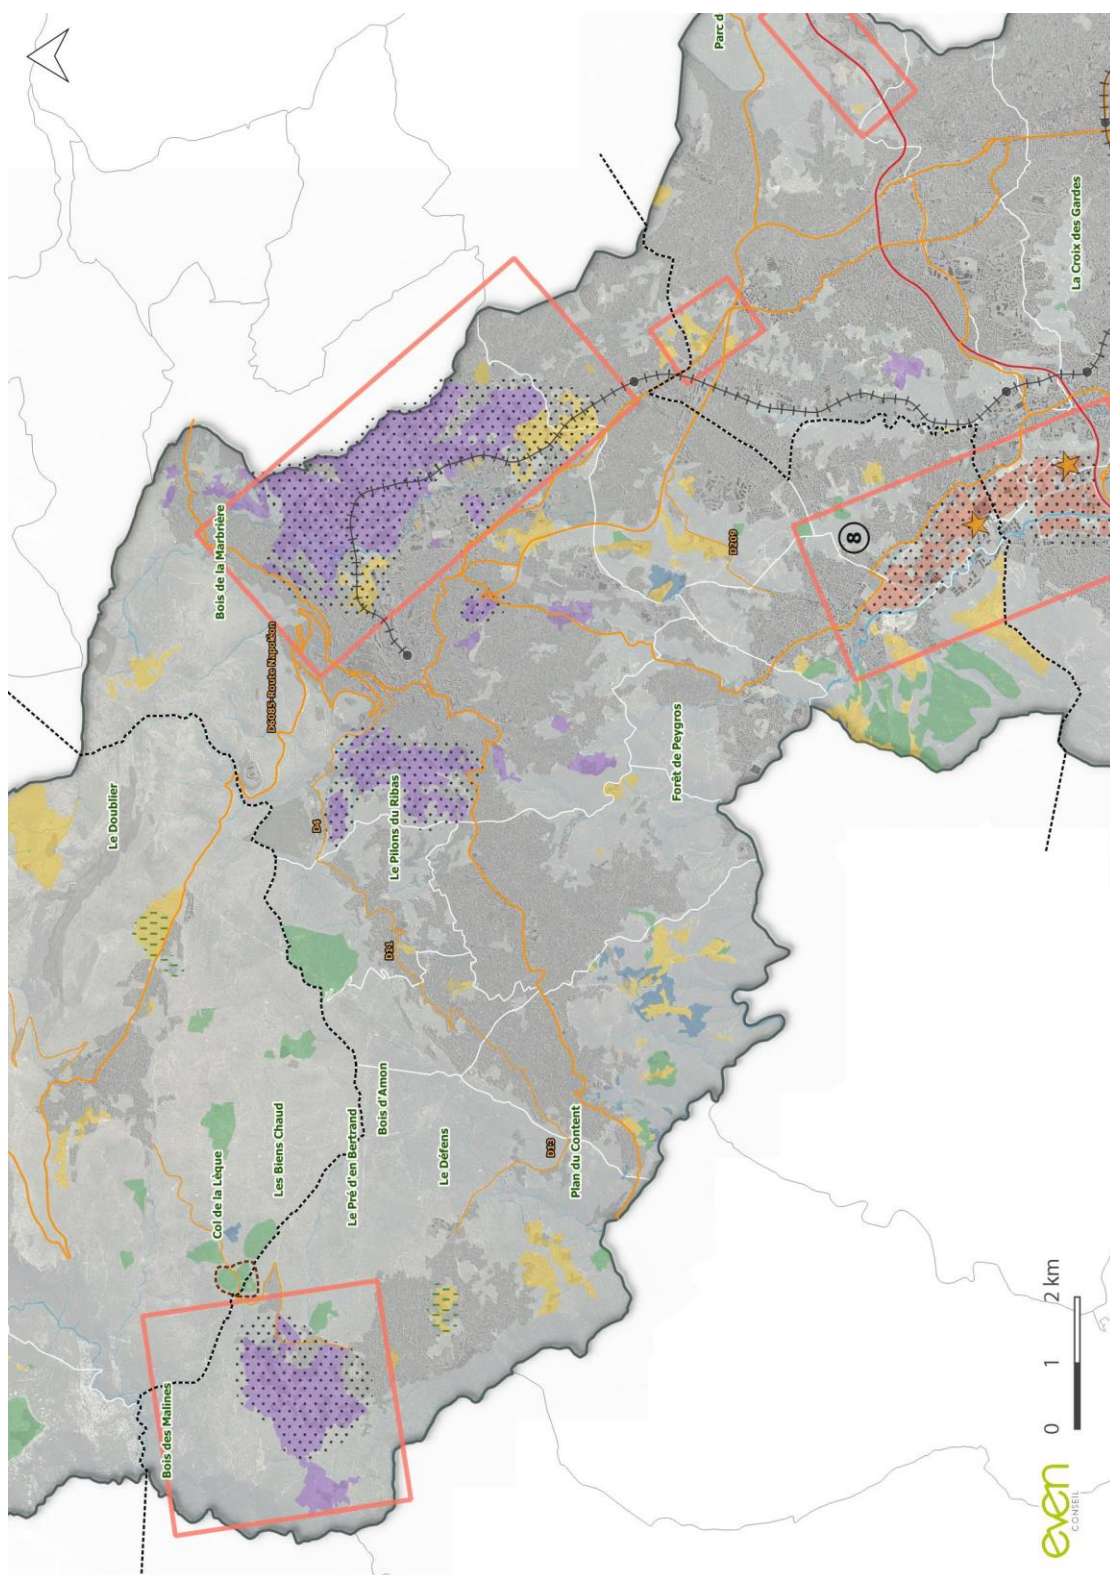 Bois des Malines
Col de la Lèque
Les Biens Chaud
Le Pré d'en Bertrand
Bois d'Amon
Le Défens
D13
Plan du Content
Le Doublier
D11
D4
Le Pilons du Ribas
D6085-Route Napoléon
Bois de la Marbrière
Forêt de Peygros
D209
8
La Croix des Gardes
Parc d
0 1 2 km
even
CONSEIL